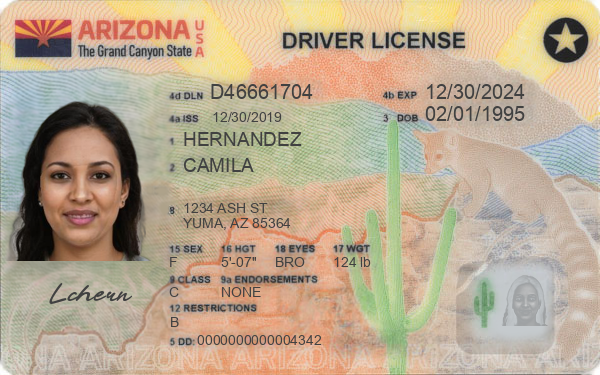 ARIZONA USA
The Grand Canyon State
DRIVER LICENSE
4d DLN D46661704
4b EXP 12/30/2024
4a ISS 12/30/2019
3 DOB 02/01/1995
1 HERNANDEZ
2 CAMILA
8 1234 ASH ST
YUMA, AZ 85364
15 SEX 16 HGT 18 EYES 17 WGT
F 5'-07" BRO 124 lb
9 CLASS 9a ENDORSEMENTS
C NONE
12 RESTRICTIONS
B
5 DD: 0000000000004342
ARIZONA ARIZONA ARIZONA ARIZONA